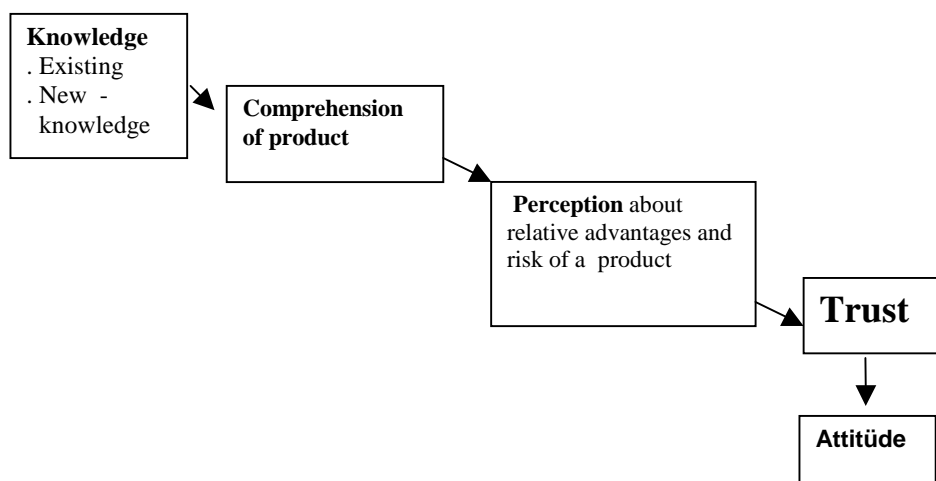 Knowledge
. Existing
. New -
knowledge
Comprehension
of product
Perception about
relative advantages and
risk of a product
Trust
Attitüde